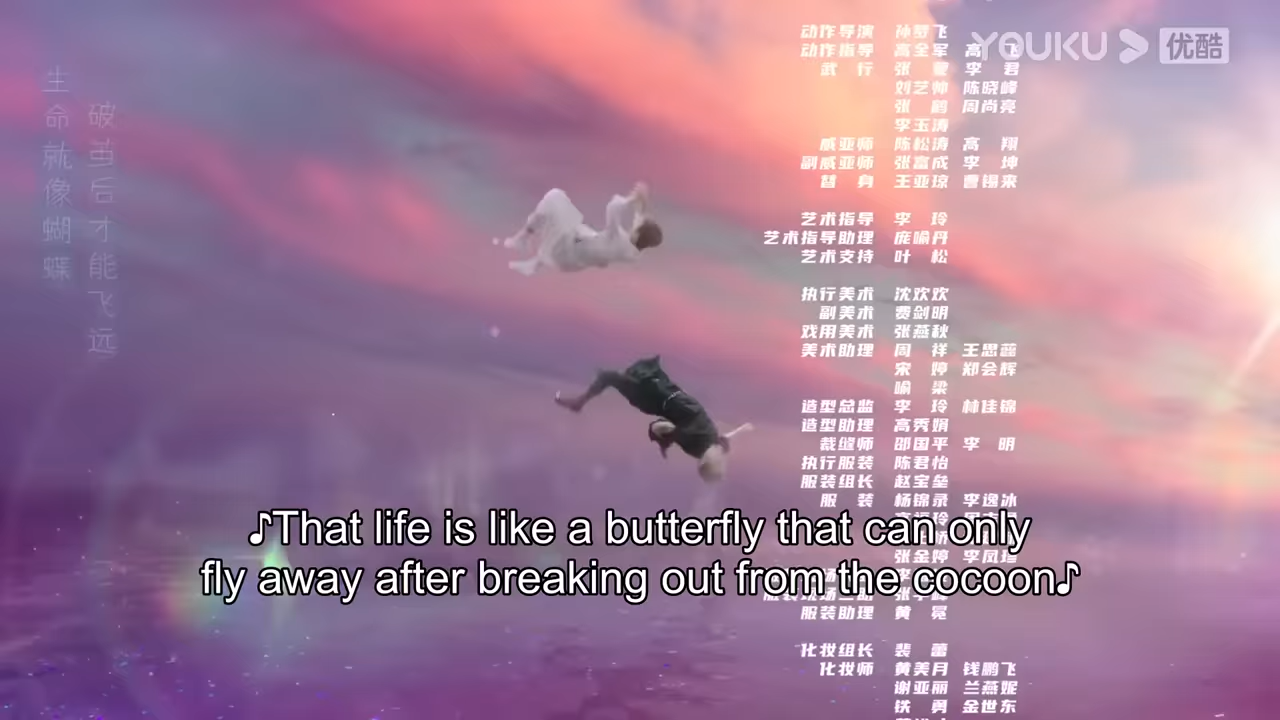 YOUKU 优酷
生命就像蝴蝶
破茧后才能飞远
动作导演 孙梦飞
动作指导 高全军 高 飞
武 行 张 李 君
刘艺帅 陈晓峰
张 鹤 周尚亮
李玉涛
威亚师 陈松涛 高 翔
副威亚师 张富成 李 坤
替 身 王亚琼 曹锡来
艺术指导 李 玲
艺术指导助理 庞喻丹
艺术支持 叶 松
执行美术 沈欢欢
副美术 费剑明
戏用美术 张燕秋
美术助理 周 祥 王思蕊
宋 婷 郑会辉
喻 梁
造型总监 李 玲 林佳锦
造型助理 高秀娟
裁缝师 邵国平 李 明
执行服装 陈君怡
服装组长 赵宝垒
服 装 杨锦录 李逸冰
♪That life is like a butterfly that can only
张金婷 李凤
fly away after breaking out from the cocoon♪
服装助理 黄 冕
化妆组长 裴 蕾
化妆师 黄美月 钱鹏飞
谢亚丽 兰燕妮
铁 勇 金世东